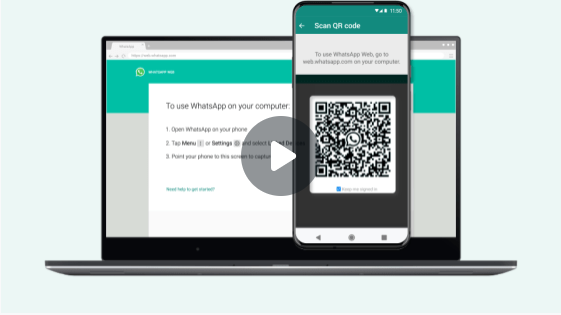 11:50
Scan QR code
To use WhatsApp Web, go to
web.whatsapp.com on your computer.
WhatsApp
https://web.whatsapp.com
WHATSAPP WEB
To use WhatsApp on your computer:
1. Open WhatsApp on your phone
2. Tap Menu or Settings and select
3. Point your phone to this screen to
Need help to get started?
Keep me signed in